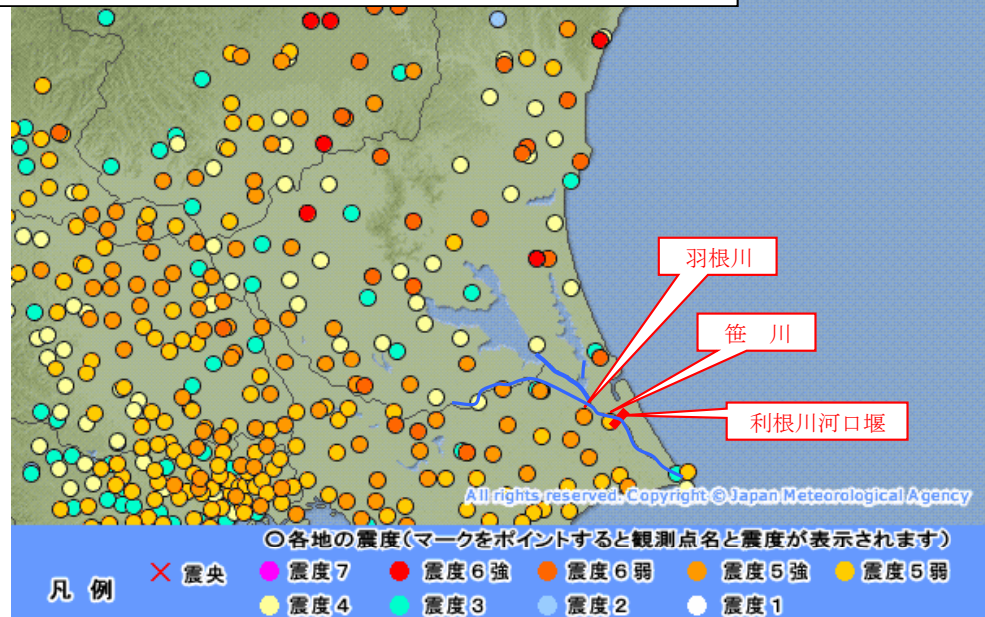 羽根川
笹 川
利根川河口堰
All rights reserved. Copyright © Japan Meteorological Agency
○各地の震度(マークをポイントすると観測点名と震度が表示されます)
凡 例
震央 震度7 震度6強 震度6弱 震度5強 震度5弱
震度4 震度3 震度2 震度1